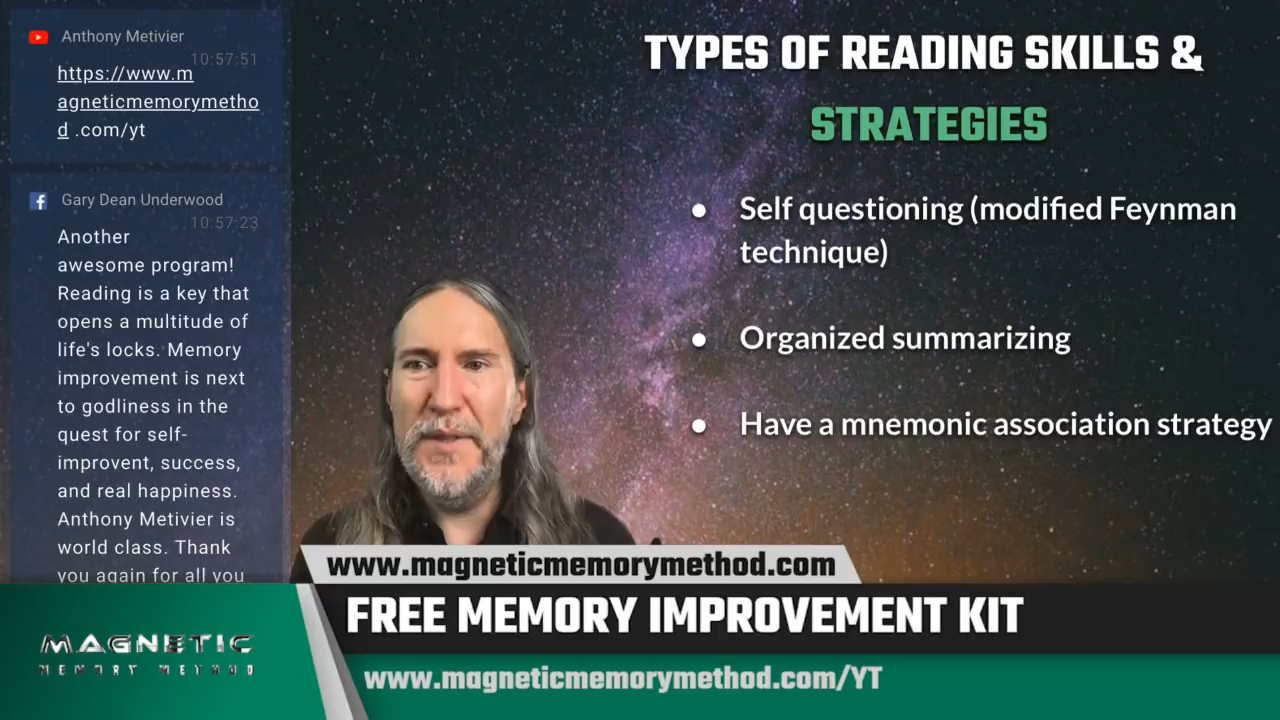 Anthony Metivier
10:57:51
https://www.m
agneticmemorymetho
d .com/yt
Gary Dean Underwood
10:57:23
Another
awesome program!
Reading is a key that
opens a multitude of
life's locks. Memory
improvement is next
to godliness in the
quest for self-
improvent, success,
and real happiness.
Anthony Metivier is
world class. Thank
you again for all you
TYPES OF READING SKILLS &
STRATEGIES
• Self questioning (modified Feynman
technique)
• Organized summarizing
• Have a mnemonic association strategy
www.magneticmemorymethod.com
FREE MEMORY IMPROVEMENT KIT
www.magneticmemorymethod.com/YT
MAGNETIC
MEMORY METHOD